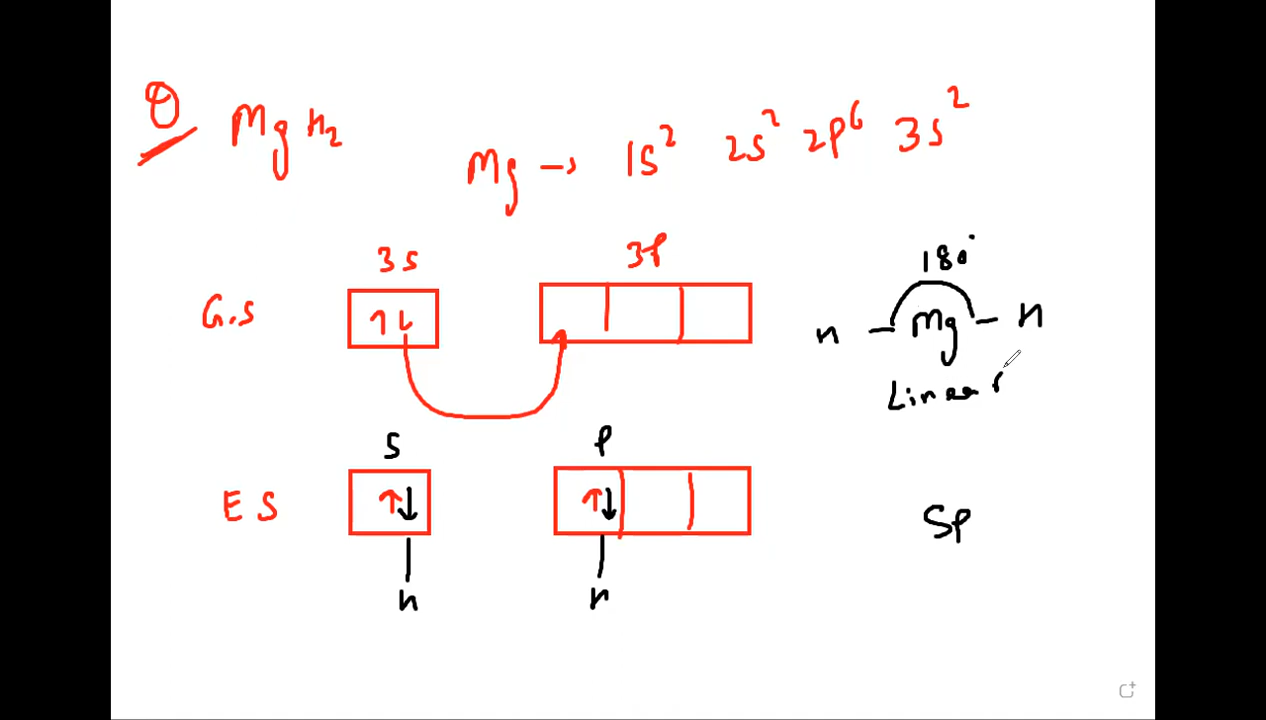 Q MgH2
Mg → 1s² 2s² 2p⁶ 3s²
3s 3p
G.S ↑↓
180°
H – Mg – H
Linear
S P
E S ↑↓ ↑↓
Sp
H H